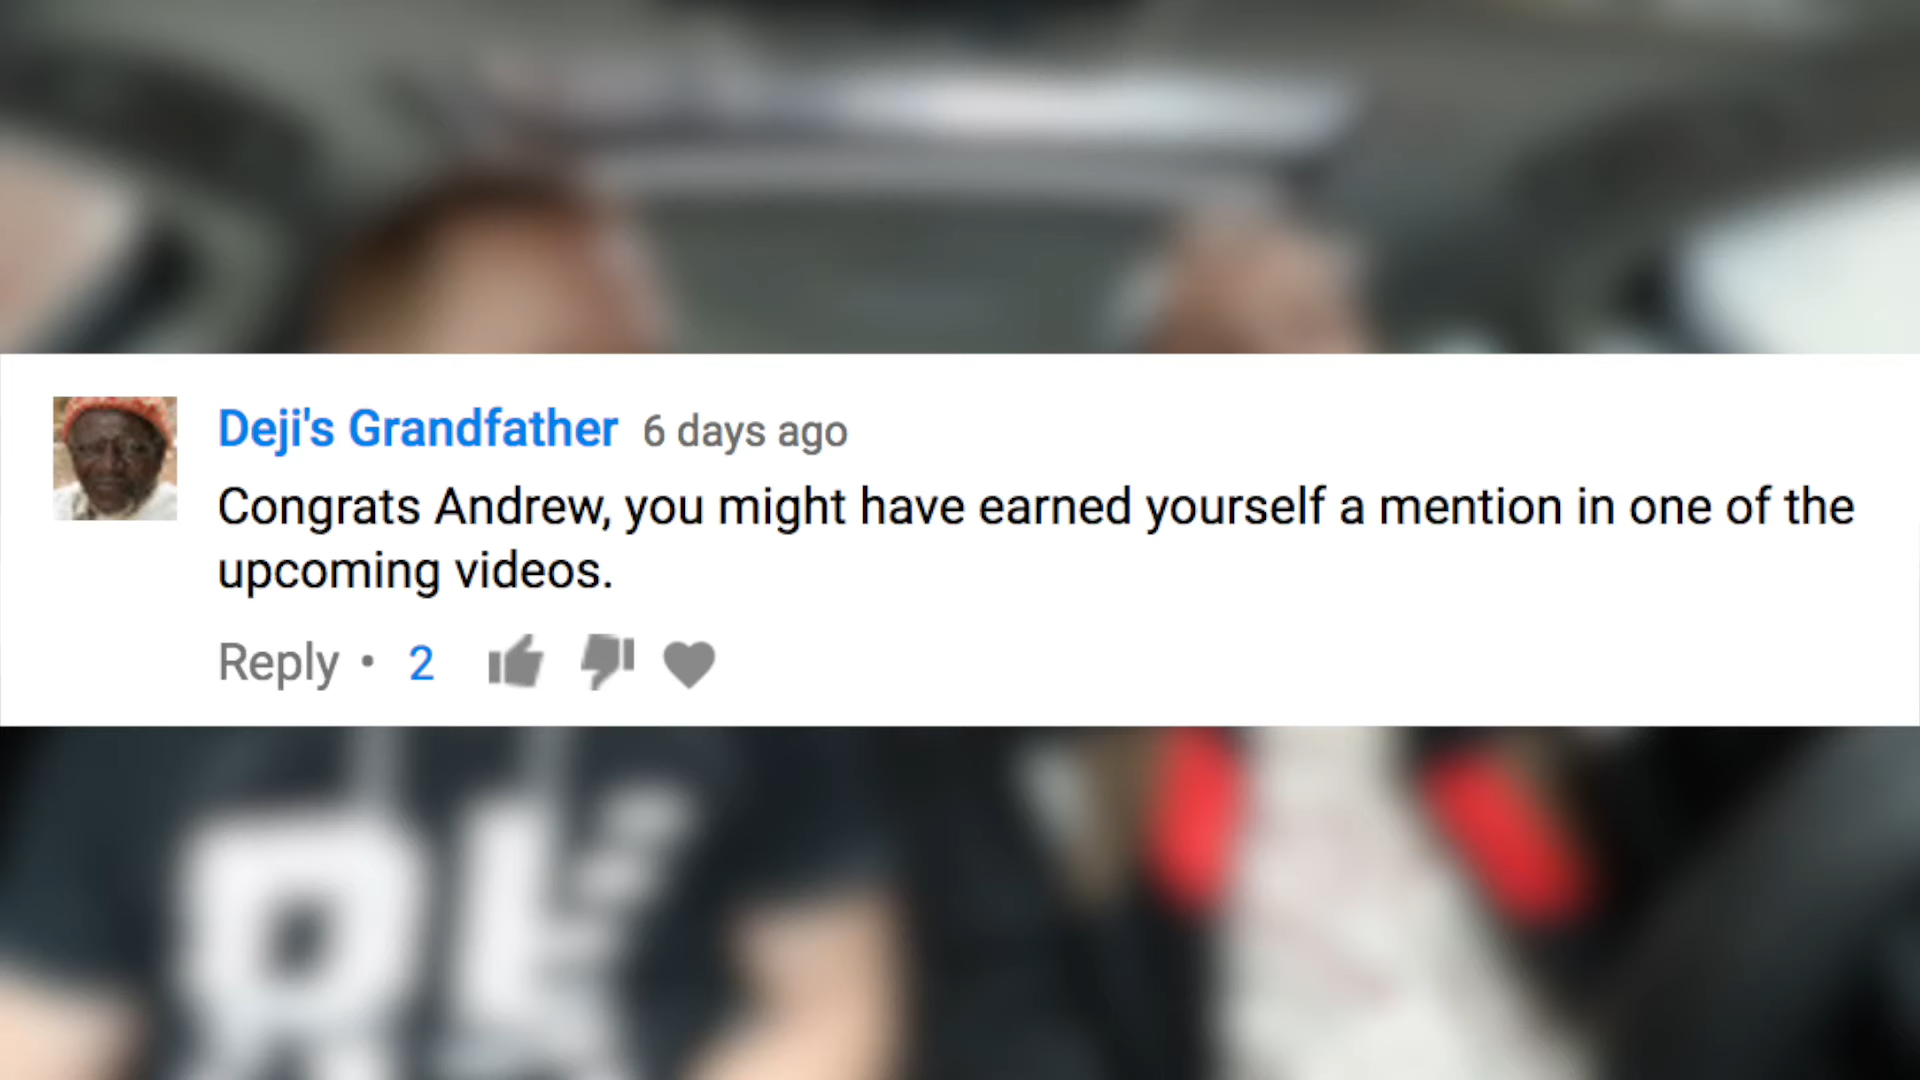 Deji's Grandfather 6 days ago
Congrats Andrew, you might have earned yourself a mention in one of the
upcoming videos.
Reply • 2